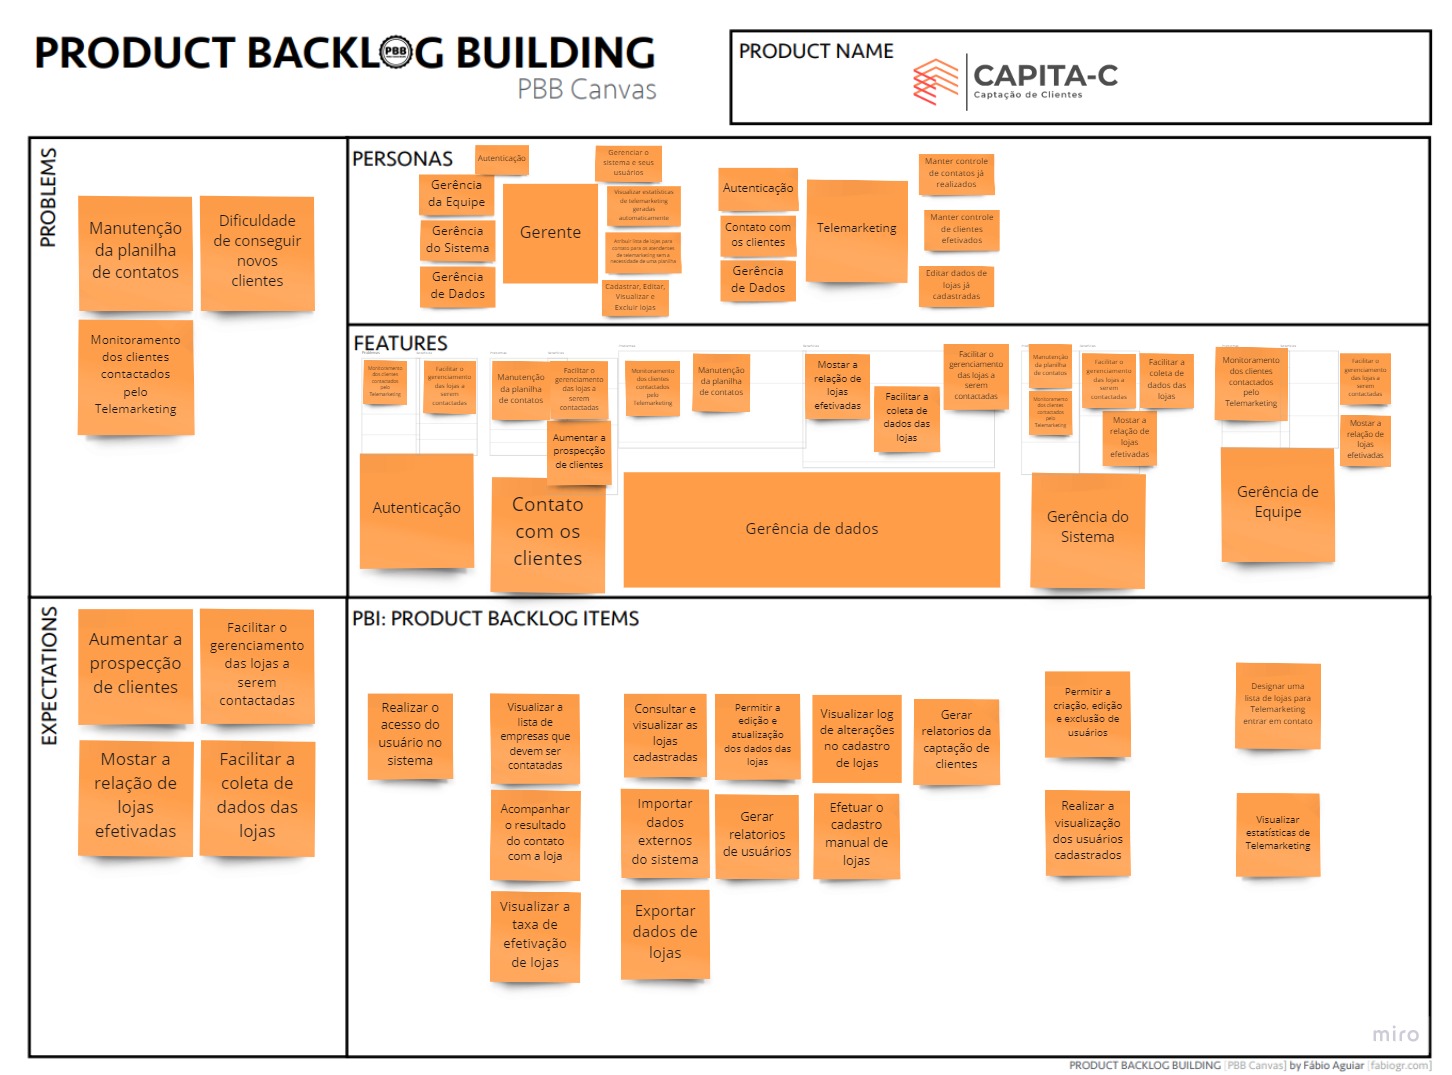 PRODUCT BACKLOG BUILDING
PBB
PBB Canvas
PRODUCT NAME
CAPITA-C
Captação de Clientes
PROBLEMS
Manutenção
da planilha
de contatos
Dificuldade
de conseguir
novos
clientes
Monitoramento
dos clientes
contactados
pelo
Telemarketing
PERSONAS
Autenticação
Gerência
da Equipe
Gerência
do Sistema
Gerência
de Dados
Gerente
Gerenciar o
sistema e seus
usuários
Visualizar estatísticas
de telemarketing
geradas
automaticamente
Atribuir lista de lojas para
contato para os atendentes
de telemarketing sem a
necessidade de uma planilha
Cadastrar, Editar,
Visualizar e
Excluir lojas
Autenticação
Contato com
os clientes
Gerência
de Dados
Telemarketing
Manter controle
de contatos já
realizados
Manter controle
de clientes
efetivados
Editar dados de
lojas já
cadastradas
FEATURES
Monitoramento
dos clientes
contactados
pelo
Telemarketing
Facilitar o
gerenciamento
das lojas a
serem
contactadas
Autenticação
Manutenção
da planilha
de contatos
Facilitar o
gerenciamento
das lojas a
serem
contactadas
Aumentar a
prospecção
de clientes
Contato
com os
clientes
Monitoramento
dos clientes
contactados
pelo
Telemarketing
Manutenção
da planilha
de contatos
Mostar a
relação de
lojas
efetivadas
Facilitar a
coleta de
dados das
lojas
Facilitar o
gerenciamento
das lojas a
serem
contactadas
Gerência de dados
Manutenção
da planilha
de contatos
Monitoramento
dos clientes
contactados
pelo
Telemarketing
Facilitar o
gerenciamento
das lojas a
serem
contactadas
Facilitar a
coleta de
dados das
lojas
Mostar a
relação de
lojas
efetivadas
Gerência do
Sistema
Monitoramento
dos clientes
contactados
pelo
Telemarketing
Facilitar o
gerenciamento
das lojas a
serem
contactadas
Mostar a
relação de
lojas
efetivadas
Gerência de
Equipe
EXPECTATIONS
Aumentar a
prospecção
de clientes
Facilitar o
gerenciamento
das lojas a
serem
contactadas
Mostar a
relação de
lojas
efetivadas
Facilitar a
coleta de
dados das
lojas
PBI: PRODUCT BACKLOG ITEMS
Realizar o
acesso do
usuário no
sistema
Visualizar a
lista de
empresas que
devem ser
contatadas
Acompanhar
o resultado
do contato
com a loja
Visualizar a
taxa de
efetivação
de lojas
Consultar e
visualizar as
lojas
cadastradas
Permitir a
edição e
atualização
dos dados das
lojas
Visualizar log
de alterações
no cadastro
de lojas
Gerar
relatorios da
captação de
clientes
Importar
dados
externos
do sistema
Gerar
relatorios
de usuários
Efetuar o
cadastro
manual de
lojas
Exportar
dados de
lojas
Permitir a
criação, edição
e exclusão de
usuários
Realizar a
visualização
dos usuários
cadastrados
Designar uma
lista de lojas para
Telemarketing
entrar em contato
Visualizar
estatísticas de
Telemarketing
miro
PRODUCT BACKLOG BUILDING [PBB Canvas] by Fábio Aguiar [fabiogr.com]